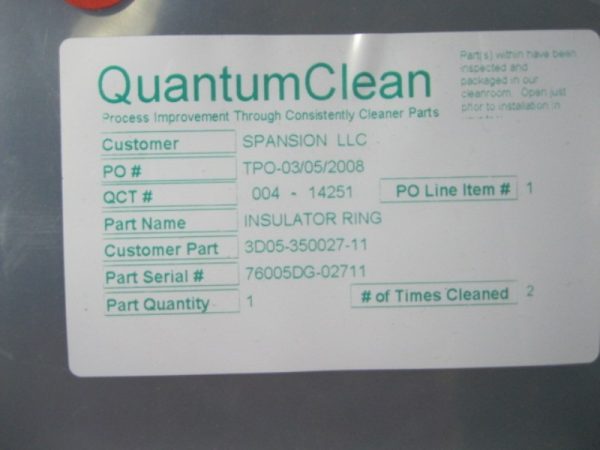 QuantumClean
Process Improvement Through Consistently Cleaner Parts
Part(s) within have been
inspected and
packaged in our
cleanroom. Open just
prior to installation in
Customer SPANSION LLC
PO # TPO-03/05/2008
QCT # 004 - 14251 PO Line Item # 1
Part Name INSULATOR RING
Customer Part 3D05-350027-11
Part Serial # 76005DG-02711
Part Quantity 1 # of Times Cleaned 2